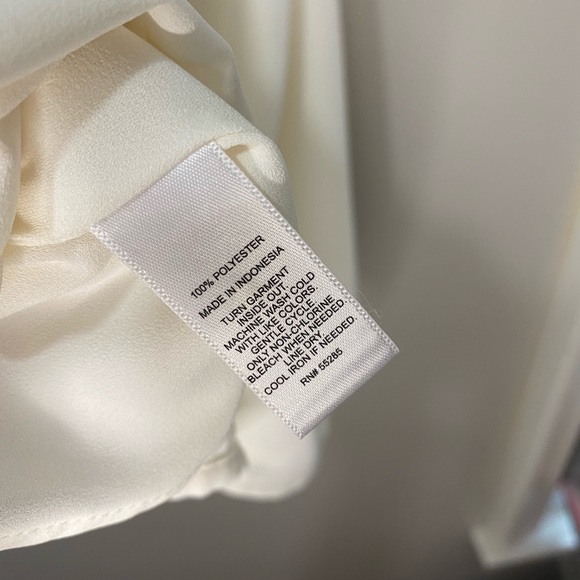 100% POLYESTER
MADE IN INDONESIA
TURN GARMENT
INSIDE OUT.
MACHINE WASH COLD
WITH LIKE COLORS.
GENTLE CYCLE.
ONLY NON-CHLORINE
BLEACH WHEN NEEDED.
LINE DRY.
COOL IRON IF NEEDED.
RN# 55285